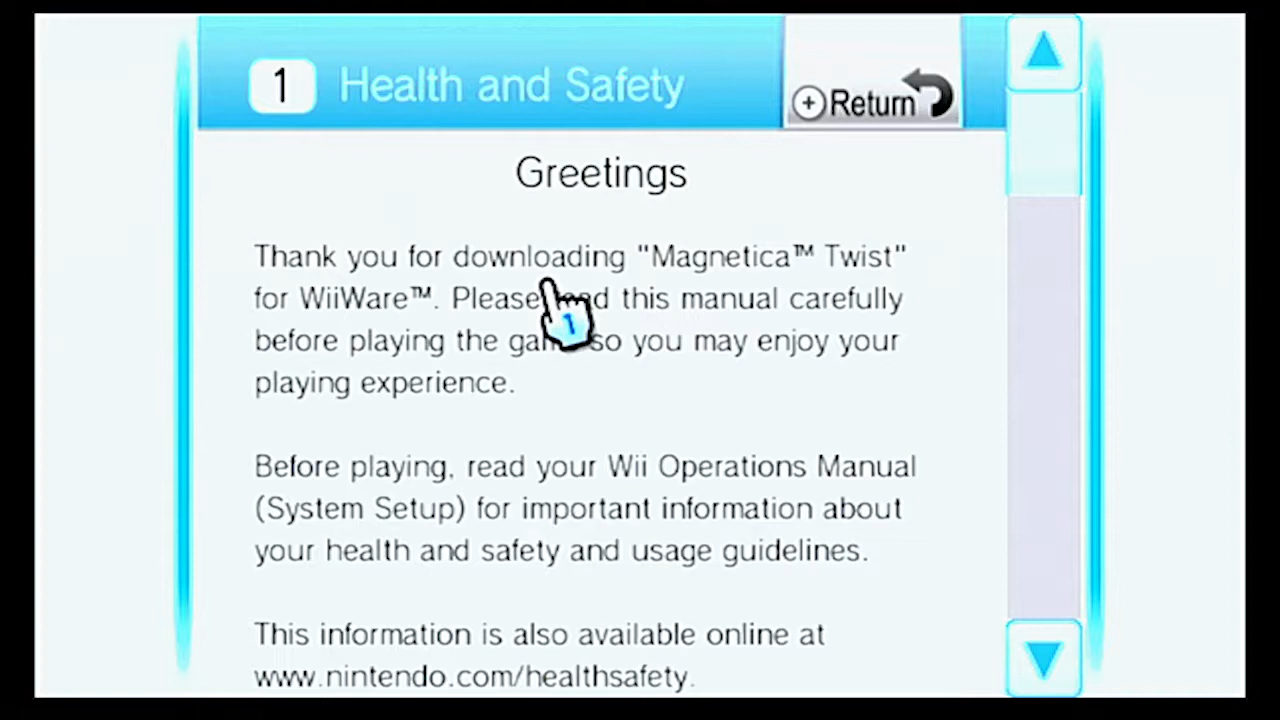 1 Health and Safety
+ Return
Greetings
Thank you for downloading "Magnetica™ Twist"
for WiiWare™. Please this manual carefully
before playing the so you may enjoy your
playing experience.
Before playing, read your Wii Operations Manual
(System Setup) for important information about
your health and safety and usage guidelines.
This information is also available online at
www.nintendo.com/healthsafety.
1